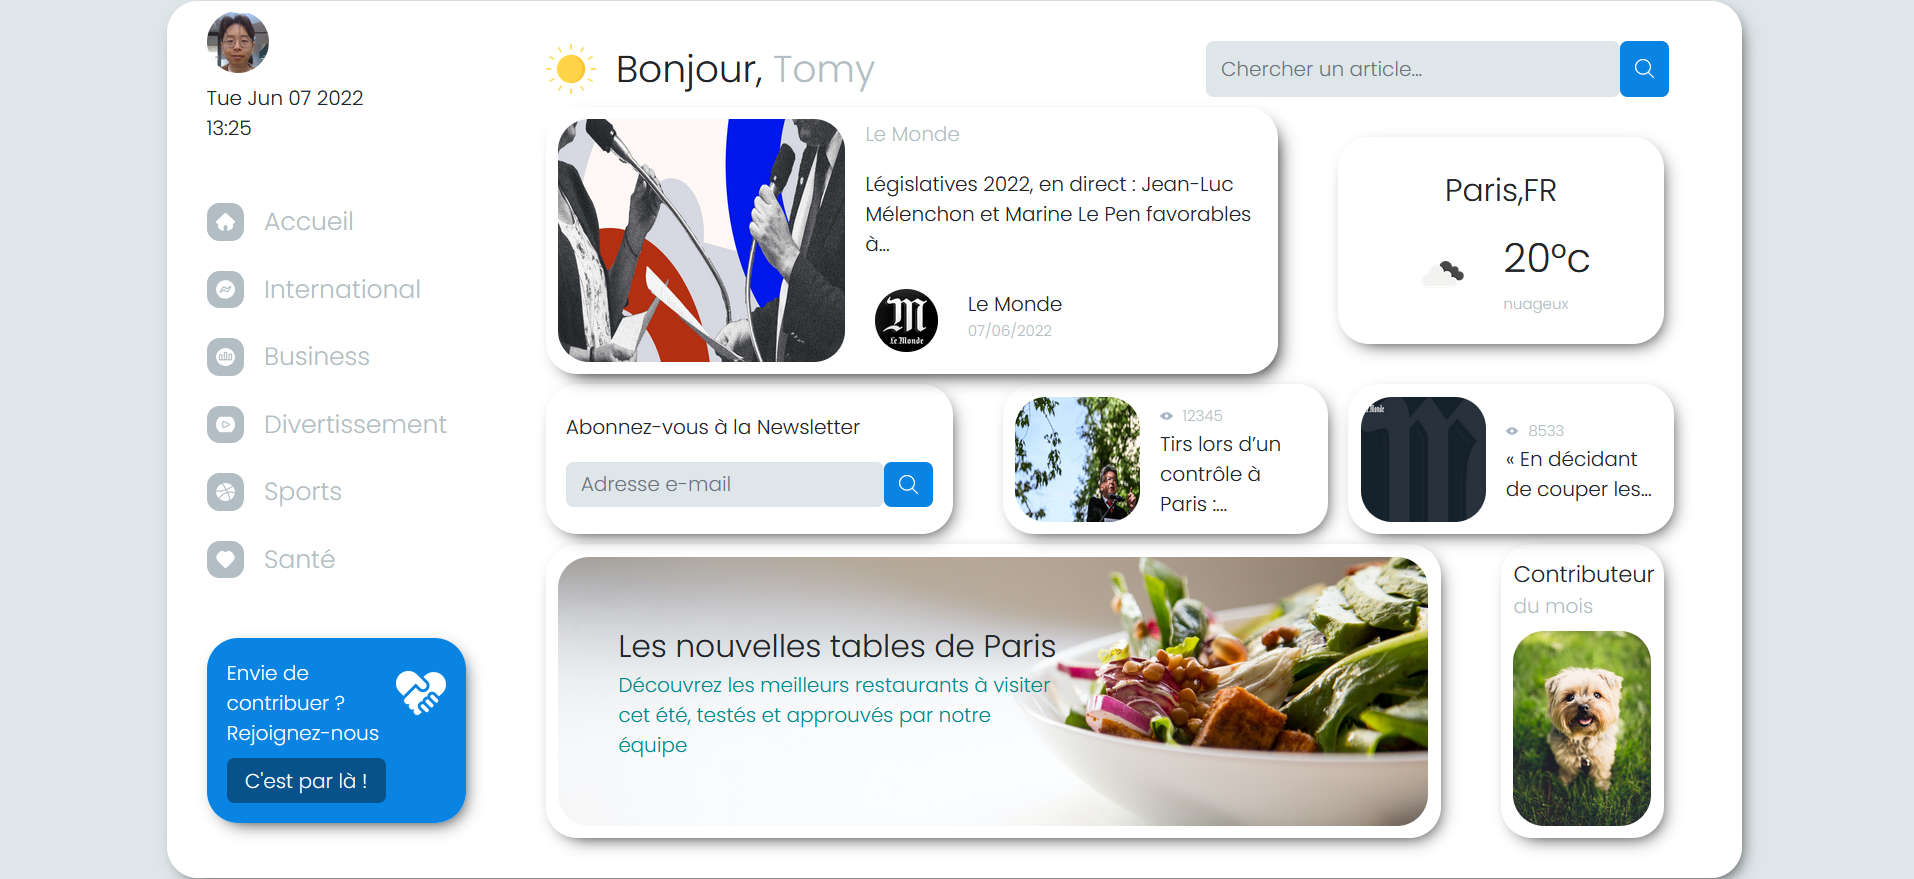 Tue Jun 07 2022
13:25
Accueil
International
Business
Divertissement
Sports
Santé
Envie de
contribuer ?
Rejoignez-nous
C'est par là !
Bonjour, Tomy
Chercher un article...
Le Monde
Législatives 2022, en direct : Jean-Luc
Mélenchon et Marine Le Pen favorables
à...
Le Monde
Le Monde
07/06/2022
Paris,FR
20°c
nuageux
Abonnez-vous à la Newsletter
Adresse e-mail
12345
Tirs lors d’un
contrôle à
Paris :...
Le Monde
8533
« En décidant
de couper les...
Les nouvelles tables de Paris
Découvrez les meilleurs restaurants à visiter
cet été, testés et approuvés par notre
équipe
Contributeur
du mois